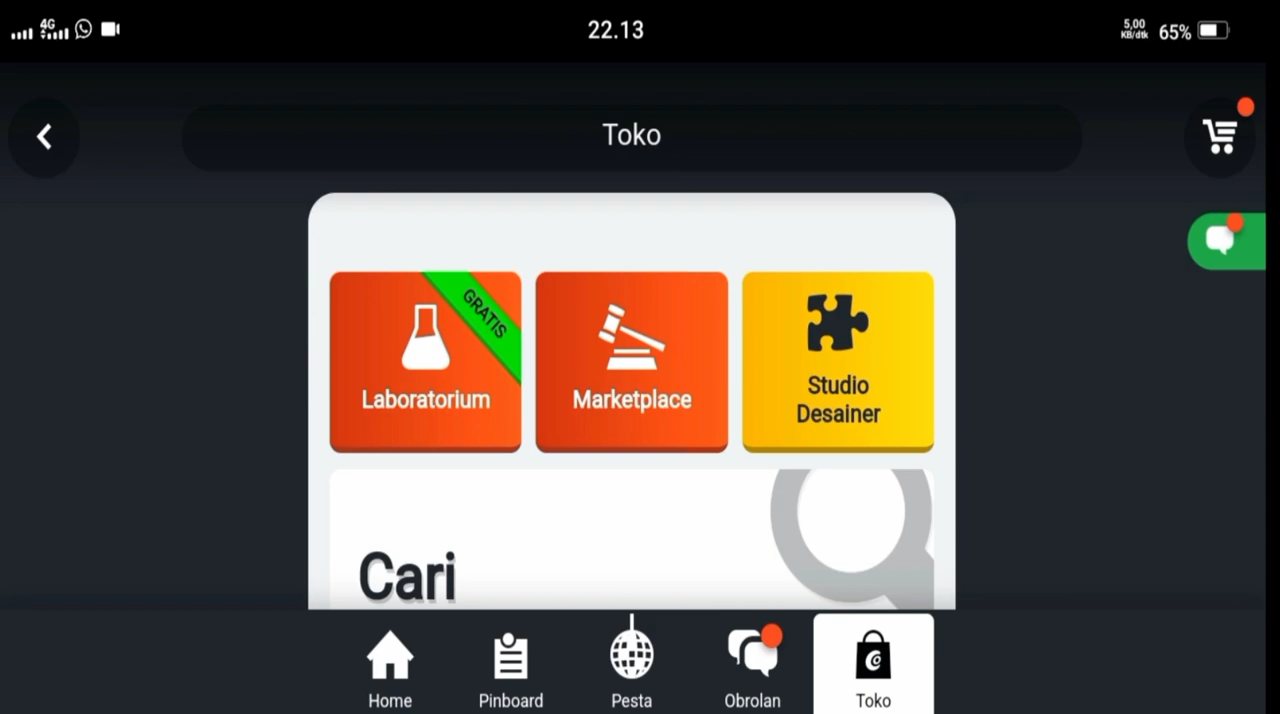 4G
22.13
5,00
KB/dtk
65%
Toko
GRATIS
Laboratorium
Marketplace
Studio
Desainer
Cari
Home
Pinboard
Pesta
Obrolan
Toko